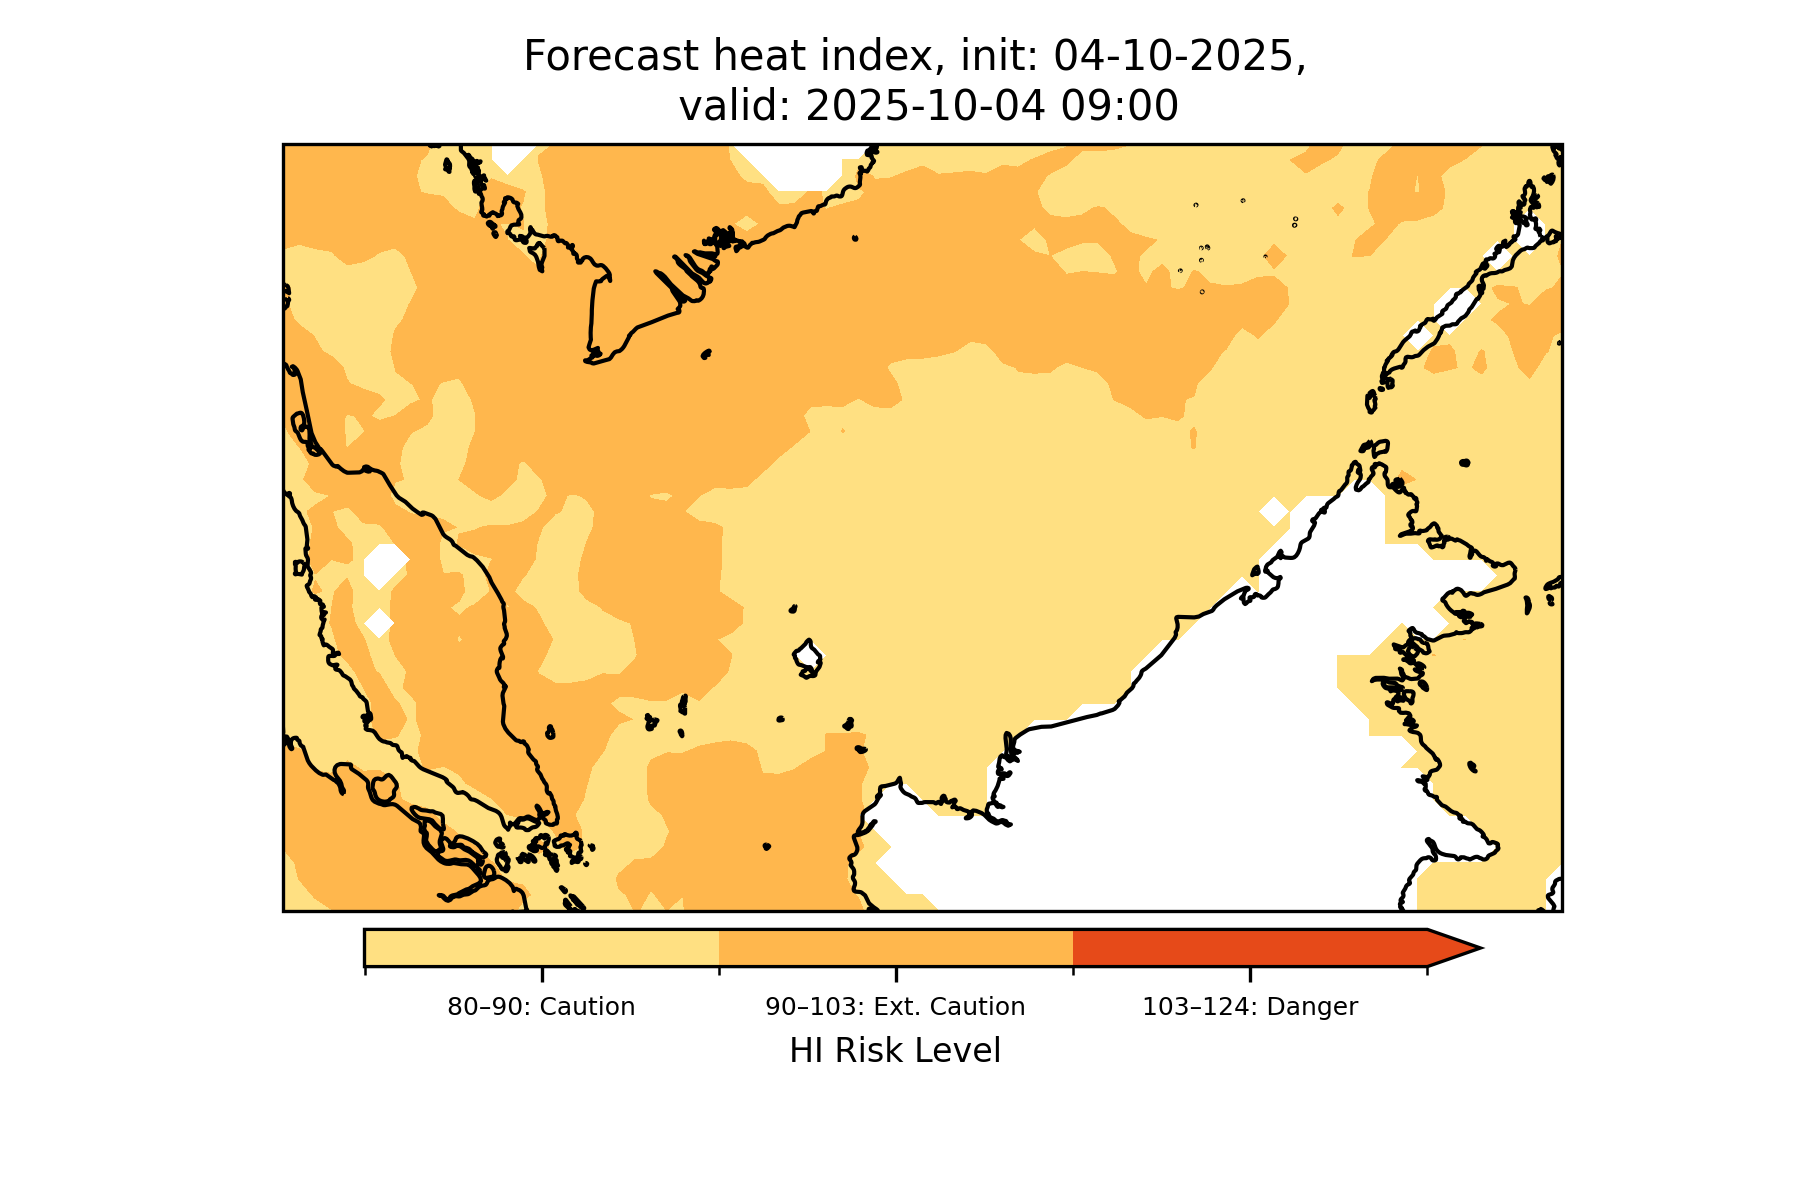 Forecast heat index, init: 04-10-2025,
valid: 2025-10-04 09:00
80–90: Caution
90–103: Ext. Caution
103–124: Danger
HI Risk Level